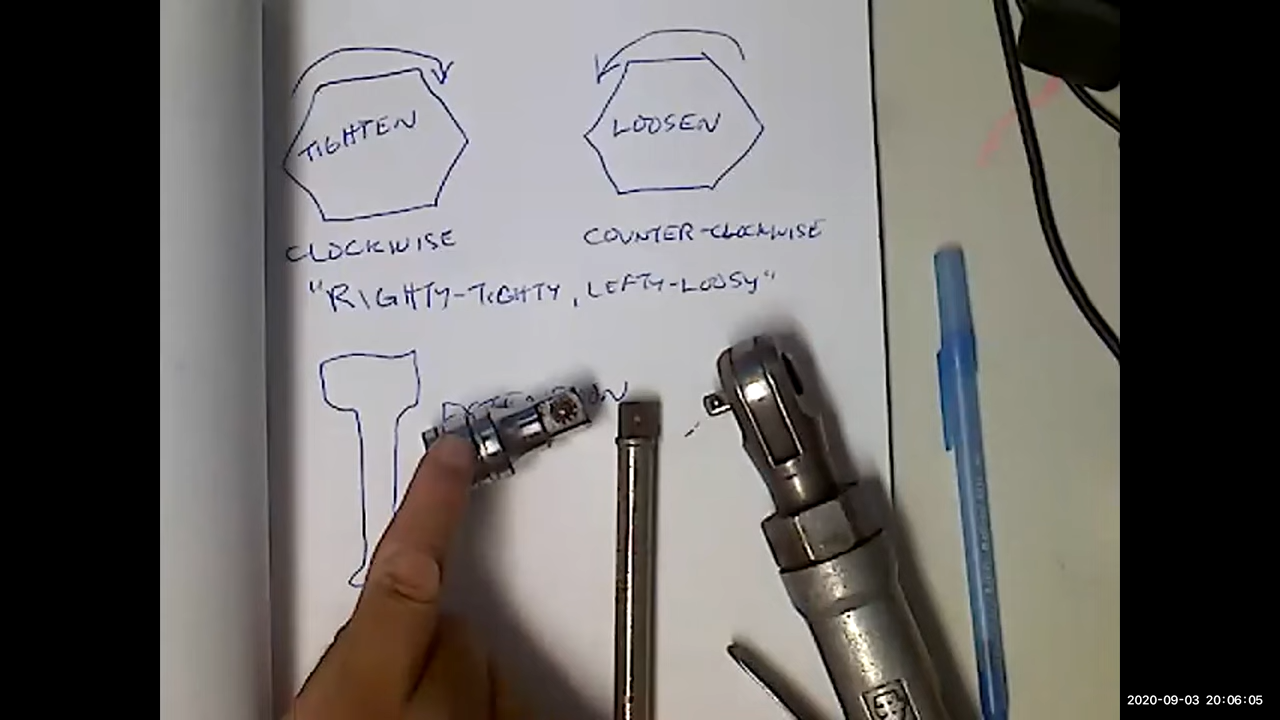 TIGHTEN
LOOSEN
CLOCKWISE
COUNTER-CLOCKWISE
"RIGHTY-TIGHTY, LEFTY-LOOSY"
2020-09-03 20:06:05